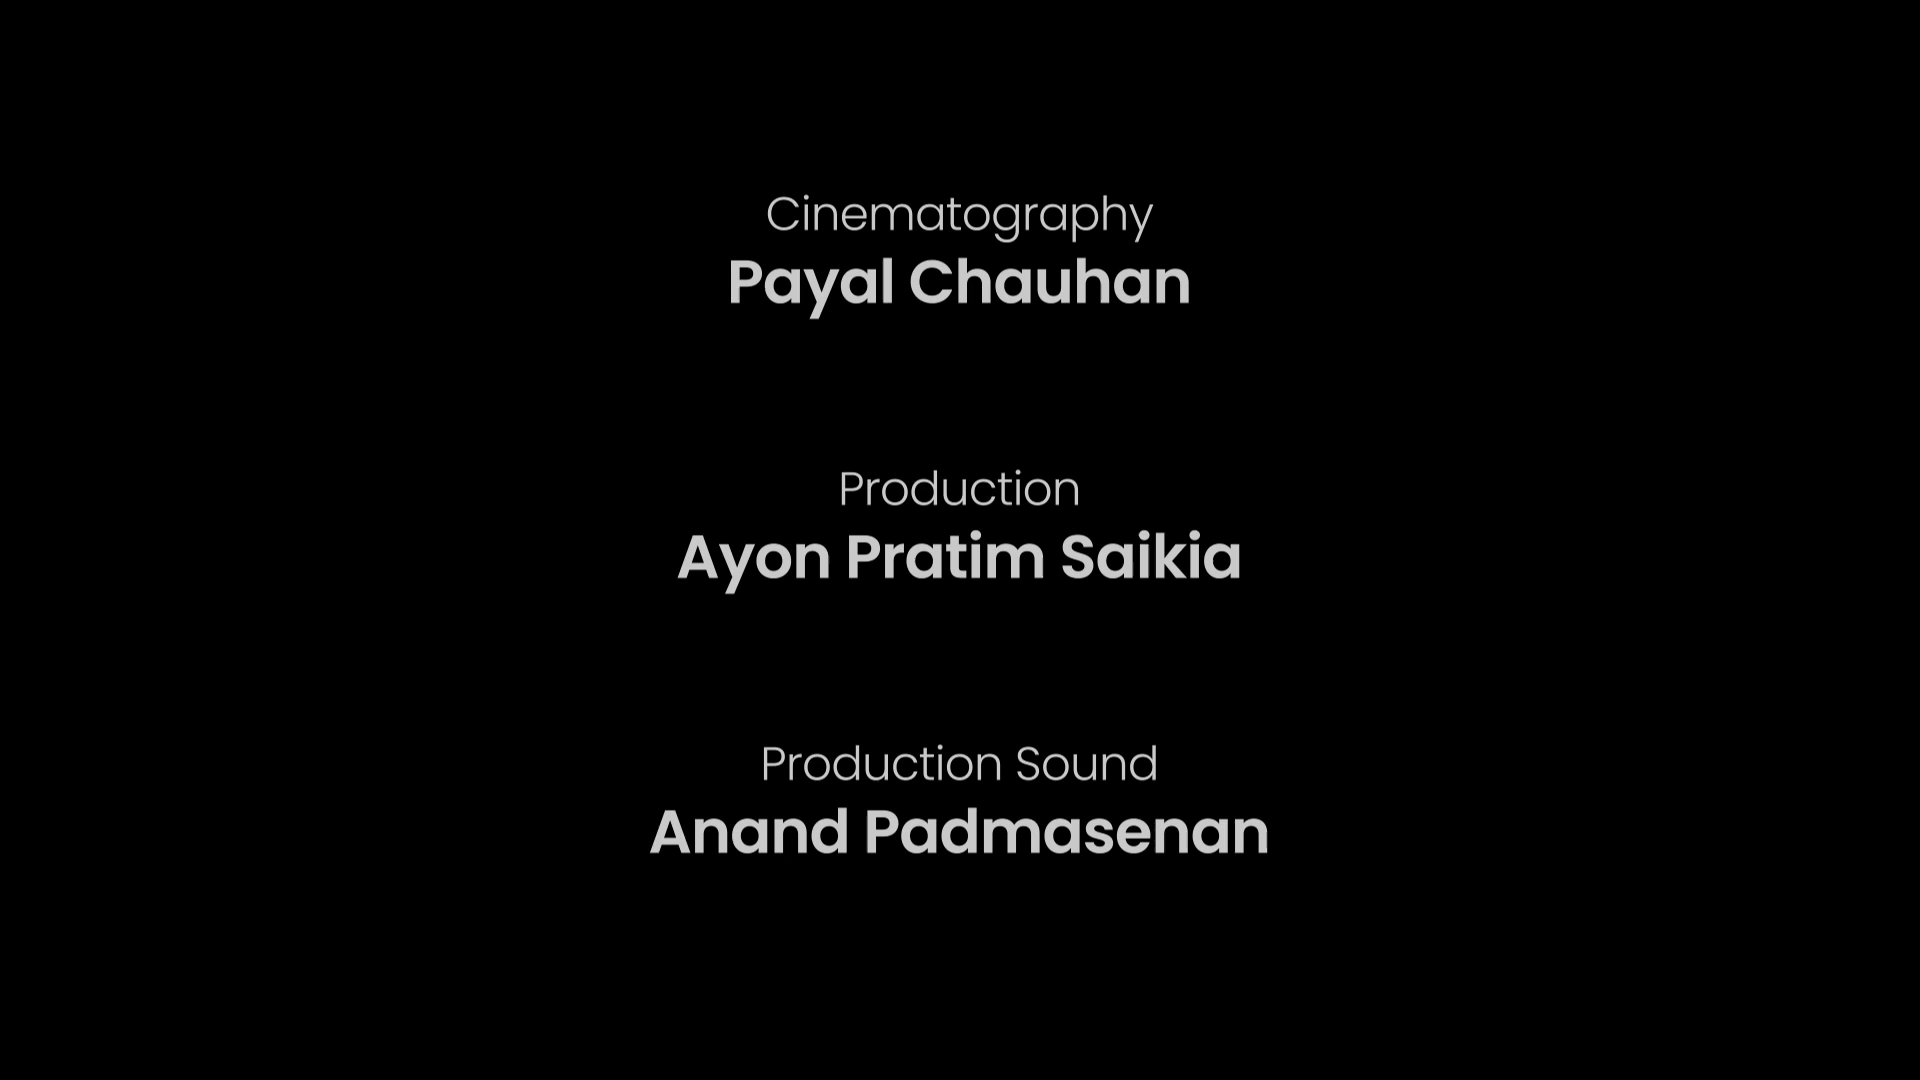 Cinematography
Payal Chauhan
Production
Ayon Pratim Saikia
Production Sound
Anand Padmasenan